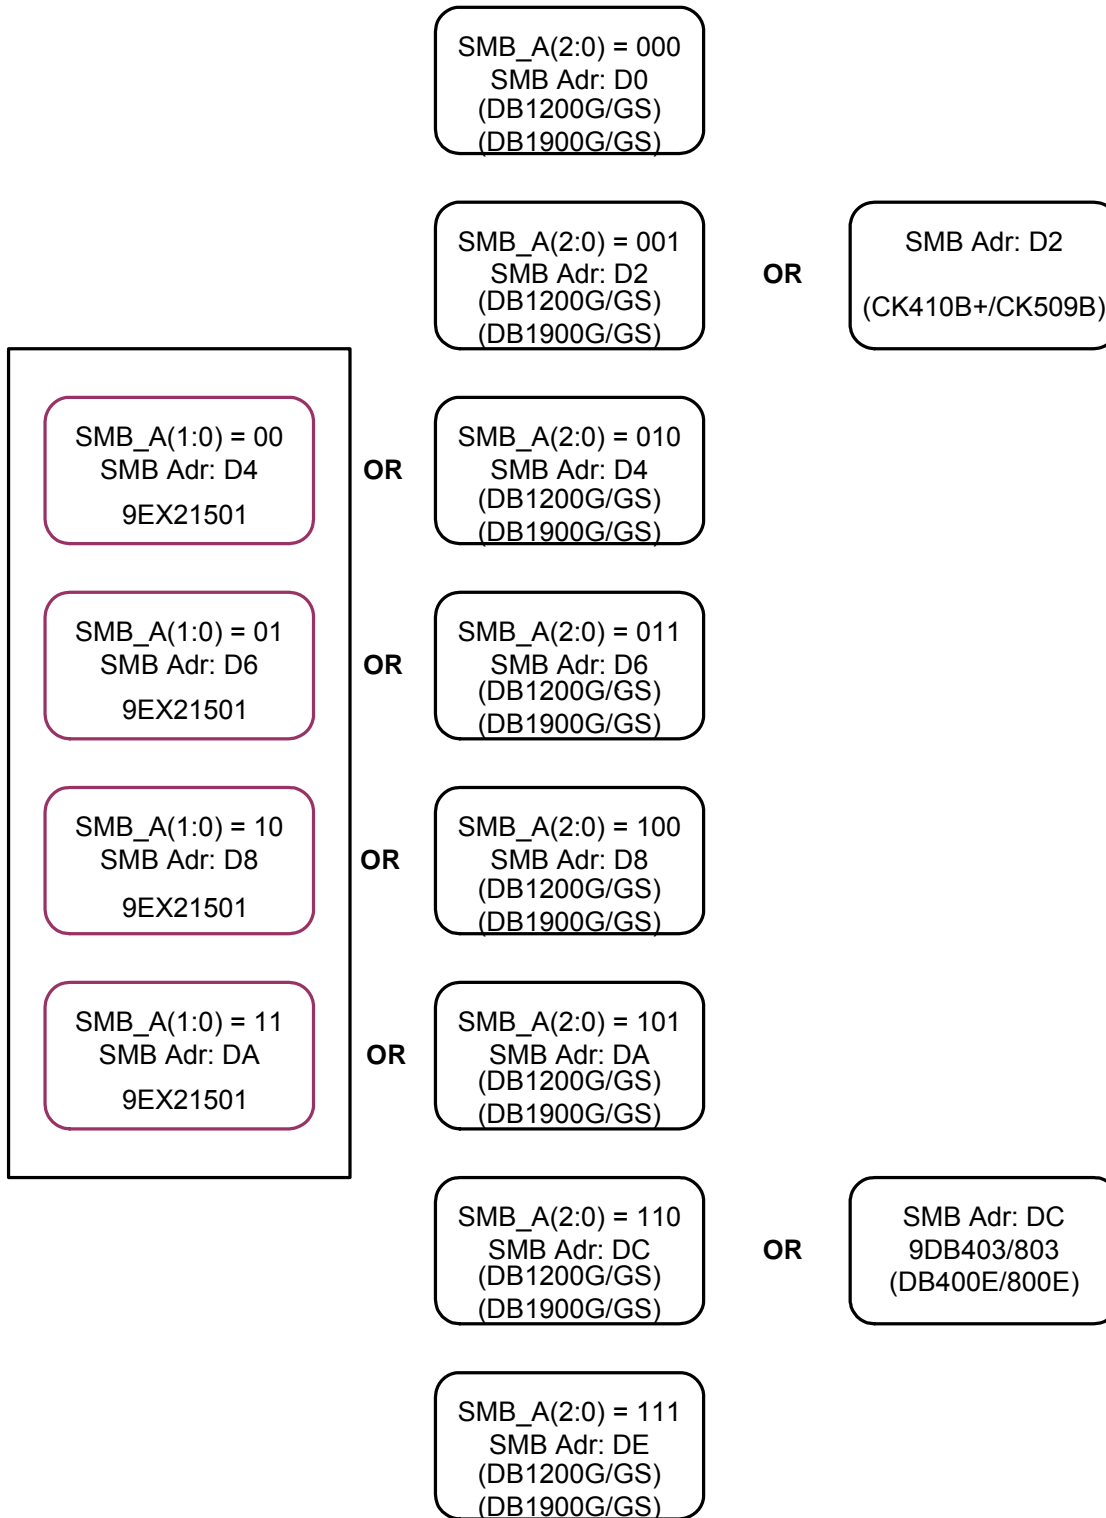 SMB_A(2:0) = 000
SMB Adr: D0
(DB1200G/GS)
(DB1900G/GS)
SMB_A(2:0) = 001
SMB Adr: D2
(DB1200G/GS)
(DB1900G/GS)
OR
SMB Adr: D2
(CK410B+/CK509B)
SMB_A(1:0) = 00
SMB Adr: D4
9EX21501
OR
SMB_A(2:0) = 010
SMB Adr: D4
(DB1200G/GS)
(DB1900G/GS)
SMB_A(1:0) = 01
SMB Adr: D6
9EX21501
OR
SMB_A(2:0) = 011
SMB Adr: D6
(DB1200G/GS)
(DB1900G/GS)
SMB_A(1:0) = 10
SMB Adr: D8
9EX21501
OR
SMB_A(2:0) = 100
SMB Adr: D8
(DB1200G/GS)
(DB1900G/GS)
SMB_A(1:0) = 11
SMB Adr: DA
9EX21501
OR
SMB_A(2:0) = 101
SMB Adr: DA
(DB1200G/GS)
(DB1900G/GS)
SMB_A(2:0) = 110
SMB Adr: DC
(DB1200G/GS)
(DB1900G/GS)
OR
SMB Adr: DC
9DB403/803
(DB400E/800E)
SMB_A(2:0) = 111
SMB Adr: DE
(DB1200G/GS)
(DB1900G/GS)